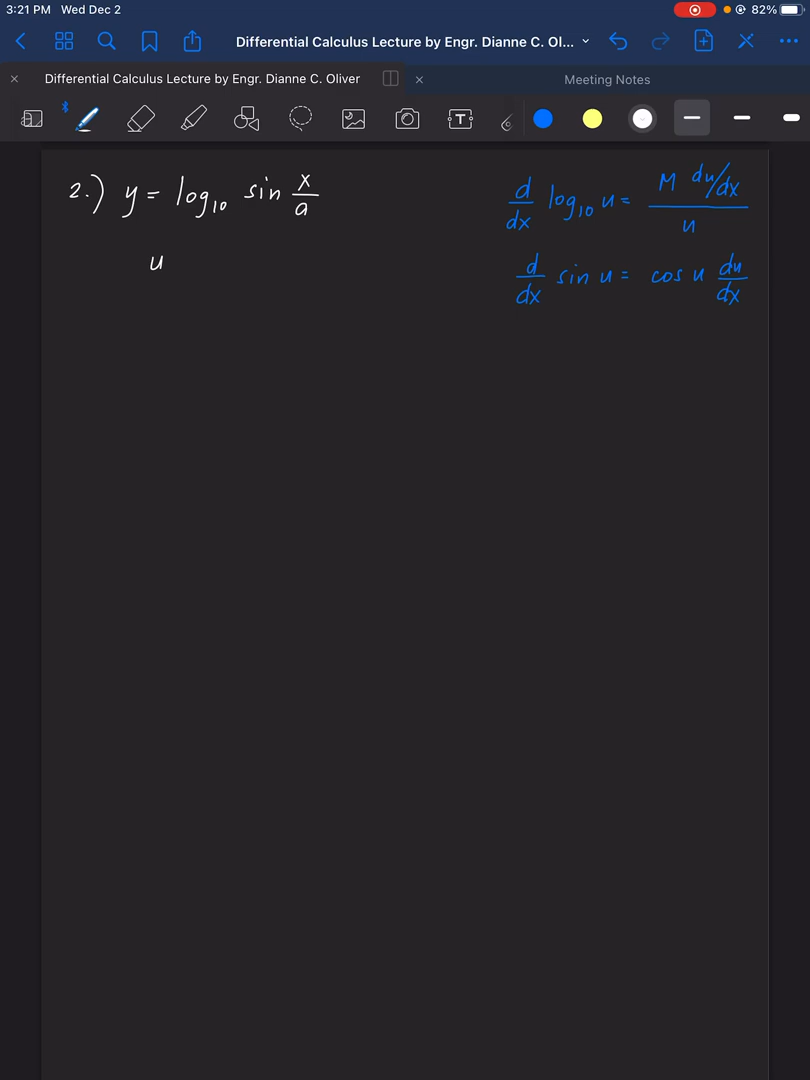 3:21 PM Wed Dec 2 82%
Differential Calculus Lecture by Engr. Dianne C. Ol...
Differential Calculus Lecture by Engr. Dianne C. Oliver
Meeting Notes
T
2.) y = log₁₀ sin x/a
d/dx log₁₀ u = M du/dx / u
u
d/dx sin u = cos u du/dx